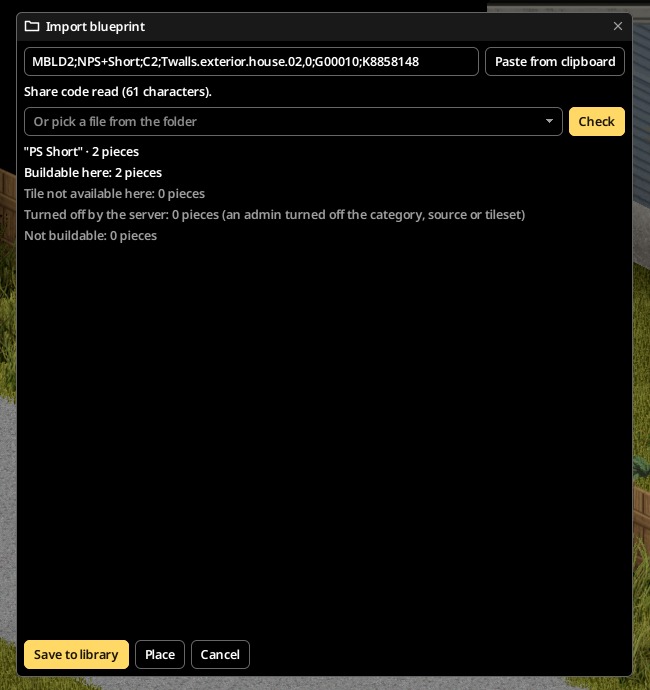 Import blueprint
MBLD2;NPS+Short;C2;Twalls.exterior.house.02,0;G00010;K8858148
Paste from clipboard
Share code read (61 characters).
Or pick a file from the folder
Check
"PS Short" · 2 pieces
Buildable here: 2 pieces
Tile not available here: 0 pieces
Turned off by the server: 0 pieces (an admin turned off the category, source or tileset)
Not buildable: 0 pieces
Save to library
Place
Cancel